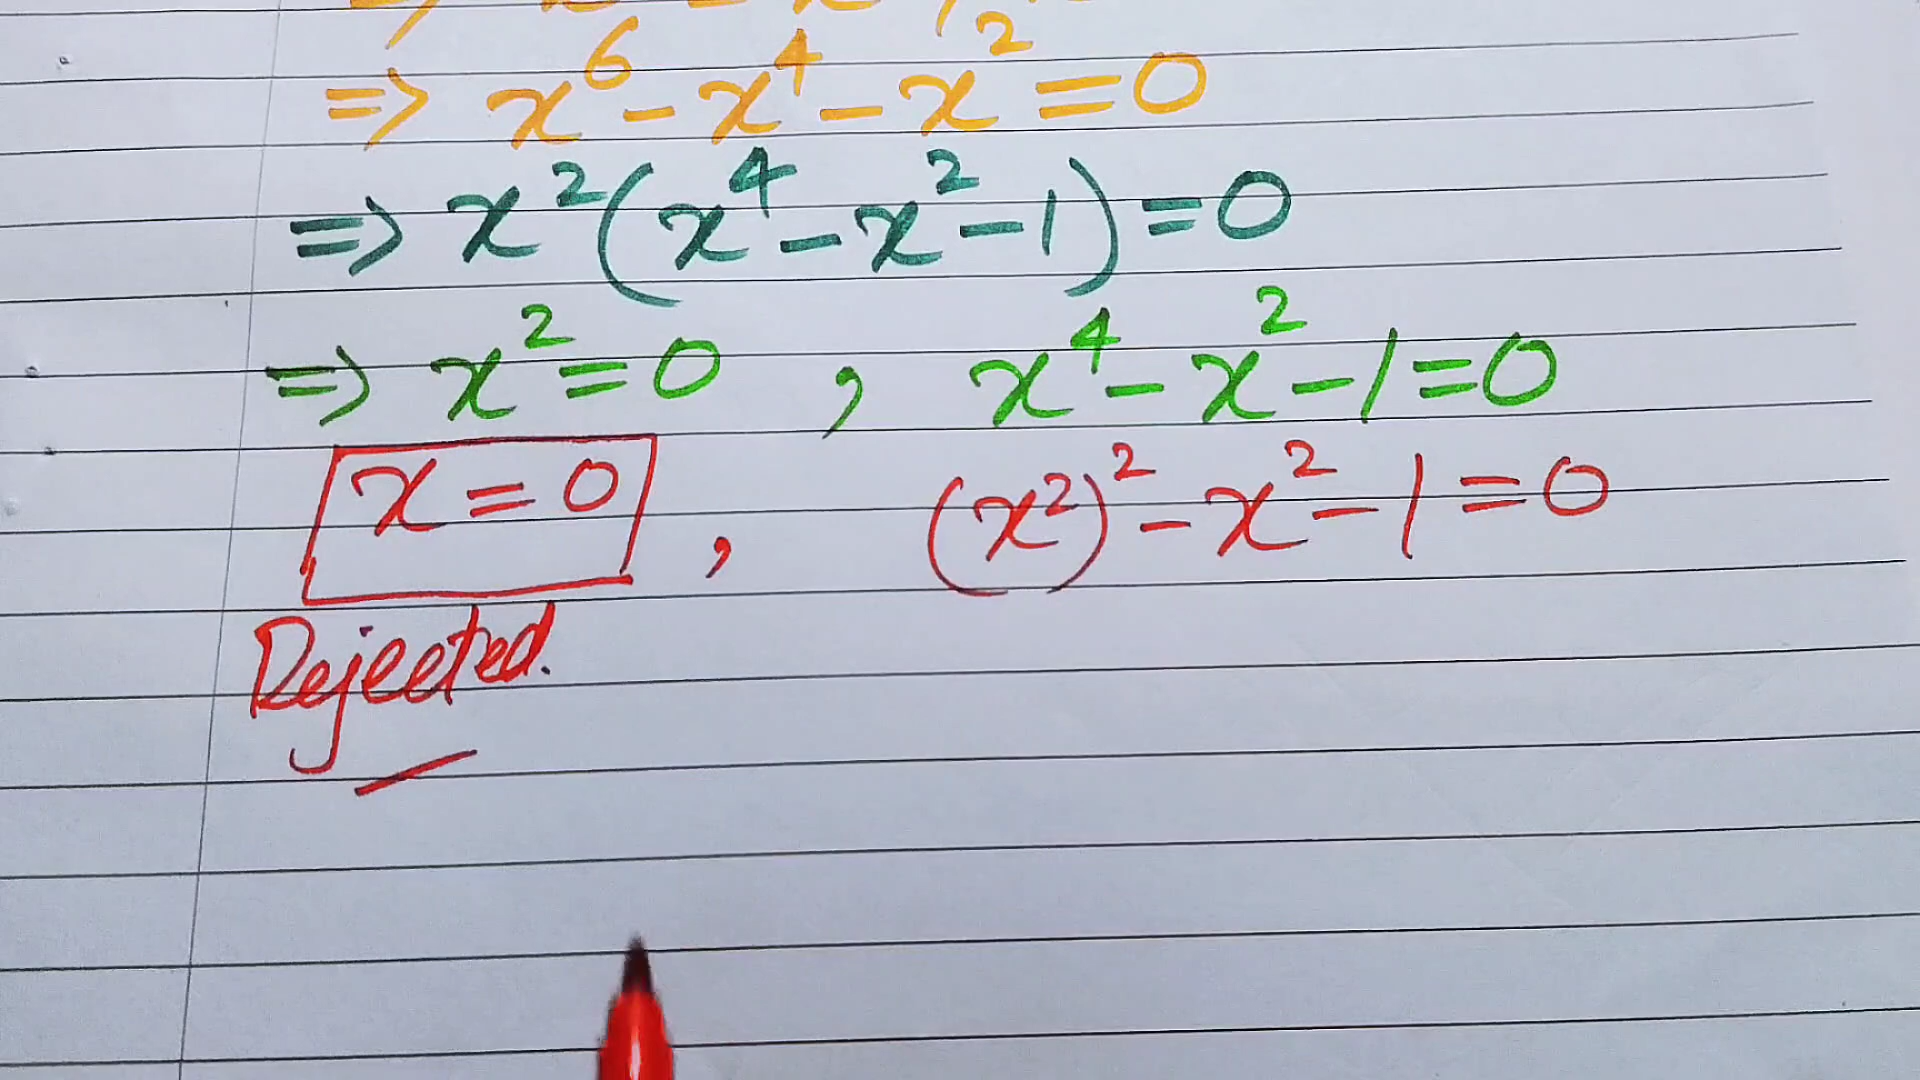 => x⁶ - x⁴ - x² = 0
=> x²(x⁴ - x² - 1) = 0
=> x² = 0 , x⁴ - x² - 1 = 0
x = 0 , (x²)² - x² - 1 = 0
Rejected.